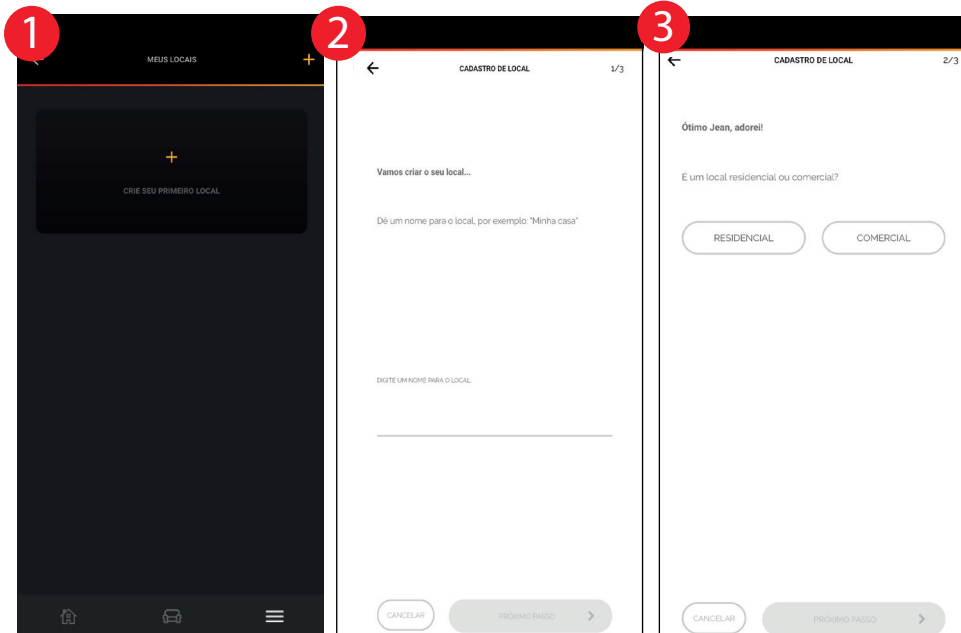 1
MEUS LOCAIS
CRIE SEU PRIMEIRO LOCAL
2
CADASTRO DE LOCAL 1/3
Vamos criar o seu local...
Dê um nome para o local, por exemplo: "Minha casa"
DIGITE UM NOME PARA O LOCAL:
CANCELAR PRÓXIMO PASSO
3
CADASTRO DE LOCAL 2/3
Ótimo Jean, adorei!
É um local residencial ou comercial?
RESIDENCIAL COMERCIAL
CANCELAR PRÓXIMO PASSO